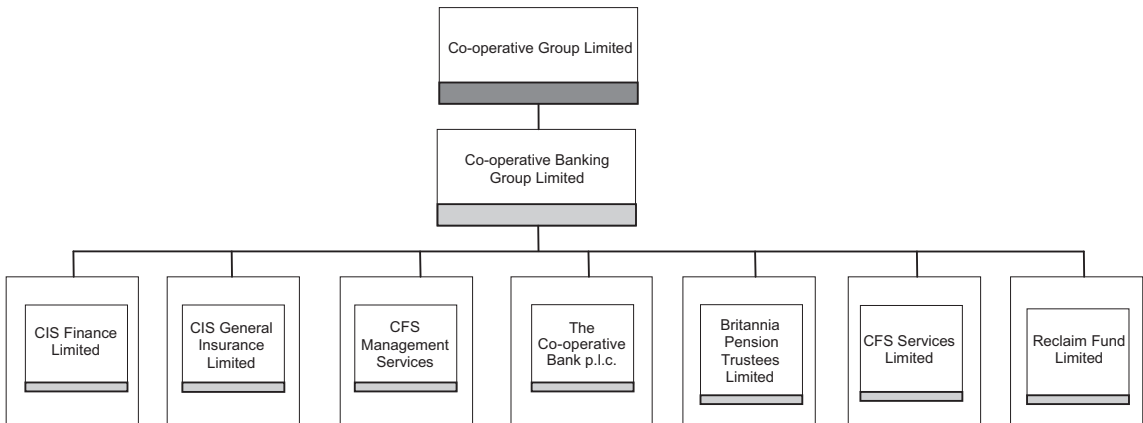 Co-operative Group Limited
Co-operative Banking
Group Limited
CIS Finance
Limited
CIS General
Insurance
Limited
CFS
Management
Services
The
Co-operative
Bank p.l.c.
Britannia
Pension
Trustees
Limited
CFS Services
Limited
Reclaim Fund
Limited